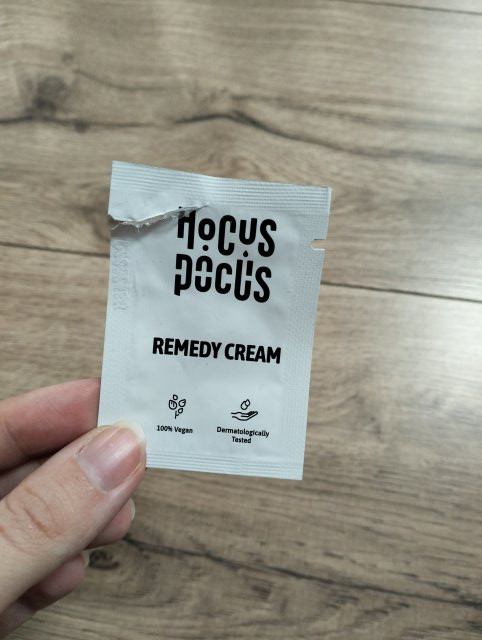 HOCUS
POCUS
REMEDY CREAM
100% Vegan
Dermatologically
Tested